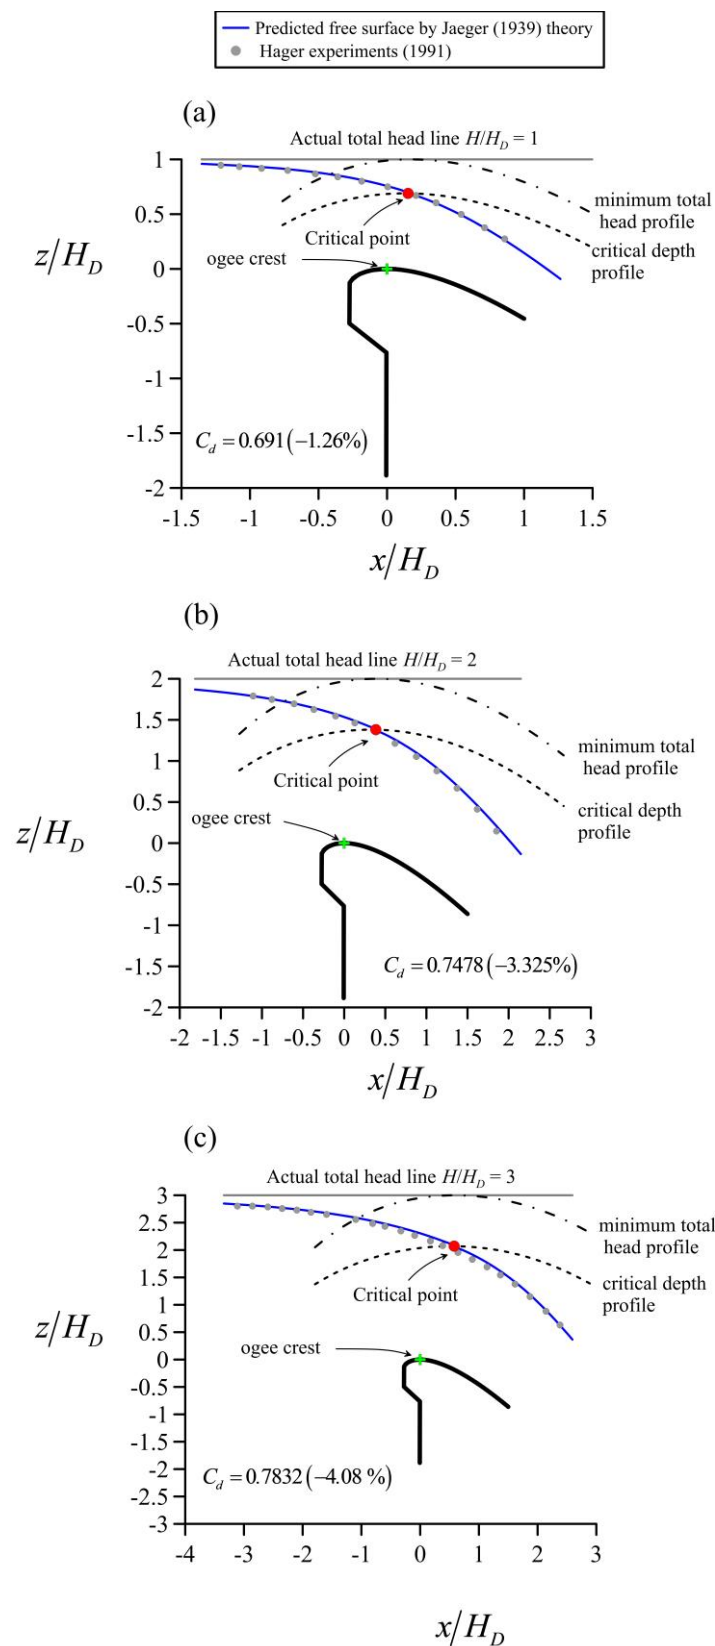 Predicted free surface by Jaeger (1939) theory
Hager experiments (1991)
(a)
Actual total head line H/H_D = 1
1
0.5
0
-0.5
-1
-1.5
-2
z/H_D
minimum total
head profile
critical depth
profile
Critical point
ogee crest
C_d = 0.691(−1.26%)
-1.5 -1 -0.5 0 0.5 1 1.5
x/H_D
(b)
Actual total head line H/H_D = 2
2
1.5
1
0.5
0
-0.5
-1
-1.5
-2
z/H_D
minimum total
head profile
critical depth
profile
Critical point
ogee crest
C_d = 0.7478(−3.325%)
-2 -1.5 -1 -0.5 0 0.5 1 1.5 2 2.5 3
x/H_D
(c)
Actual total head line H/H_D = 3
3
2.5
2
1.5
1
0.5
0
-0.5
-1
-1.5
-2
-2.5
-3
z/H_D
minimum total
head profile
critical depth
profile
Critical point
ogee crest
C_d = 0.7832(−4.08 %)
-4 -3 -2 -1 0 1 2 3
x/H_D